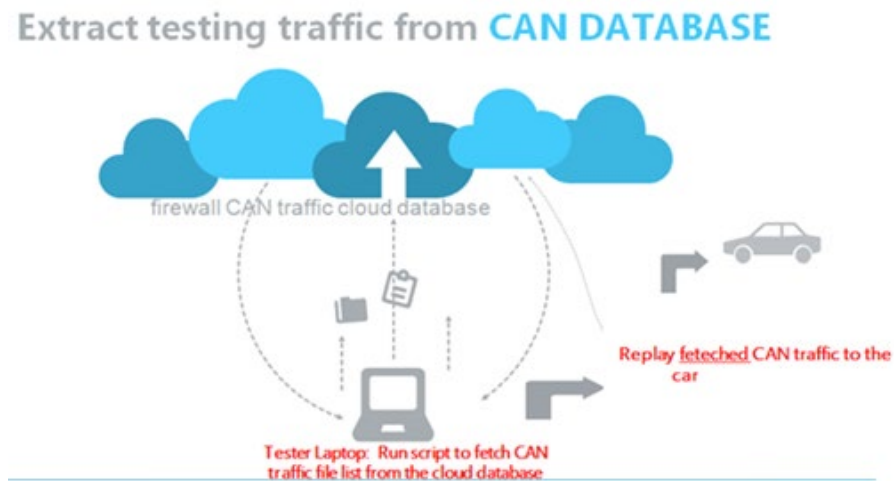 Extract testing traffic from CAN DATABASE
firewall CAN traffic cloud database
Replay feteched CAN traffic to the
car
Tester Laptop: Run script to fetch CAN
traffic file list from the cloud database